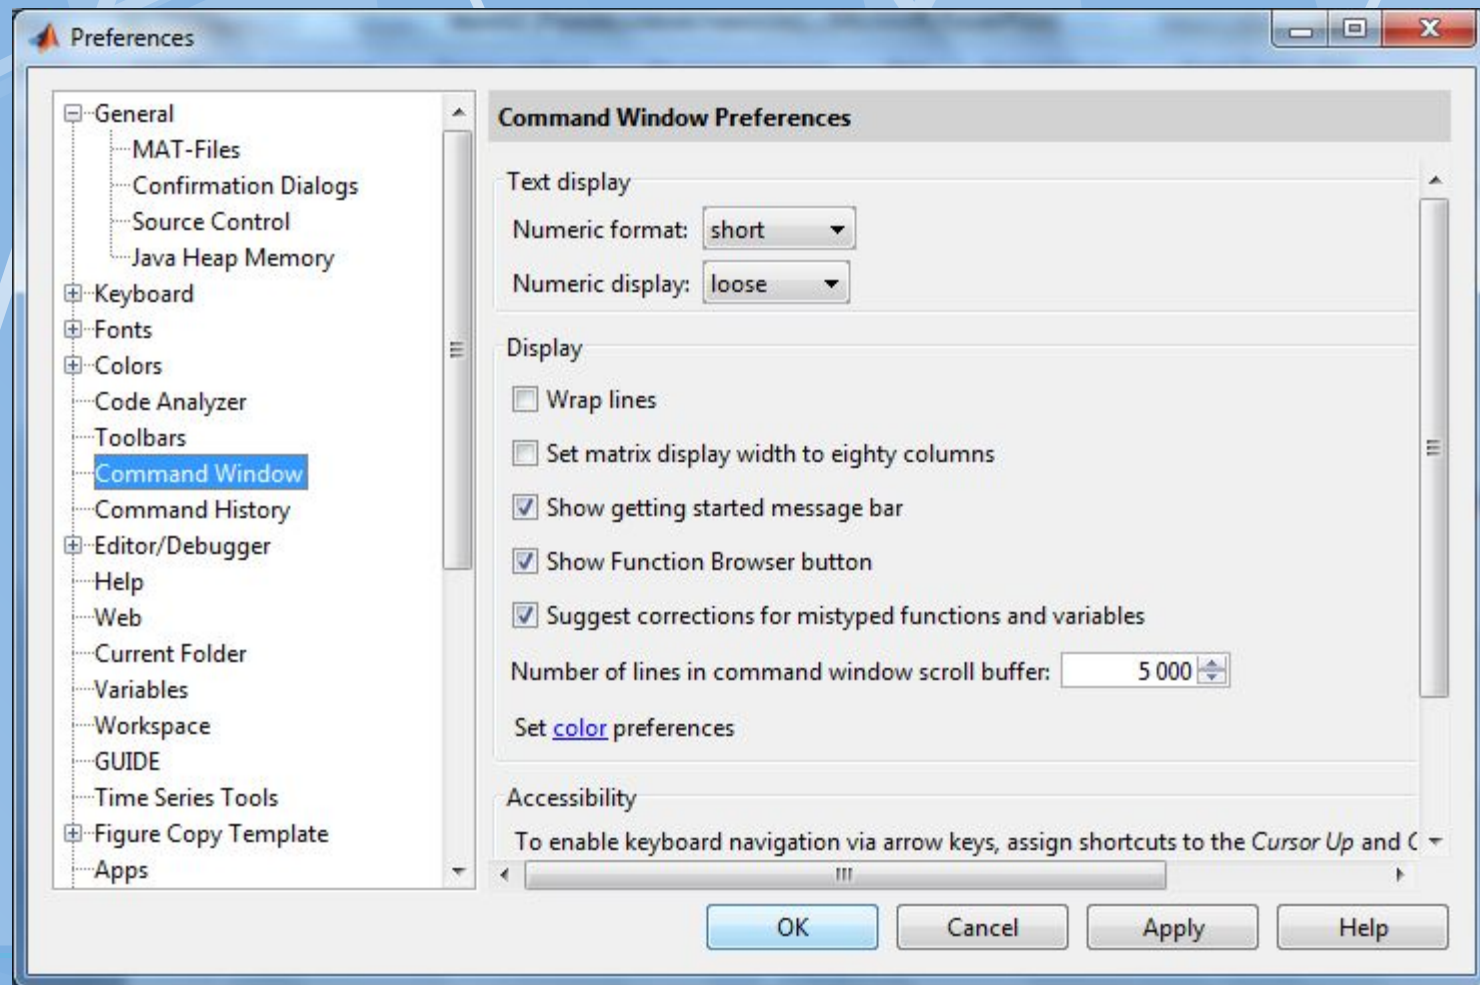 Preferences
General
MAT-Files
Confirmation Dialogs
Source Control
Java Heap Memory
Keyboard
Fonts
Colors
Code Analyzer
Toolbars
Command Window
Command History
Editor/Debugger
Help
Web
Current Folder
Variables
Workspace
GUIDE
Time Series Tools
Figure Copy Template
Apps
Command Window Preferences
Text display
Numeric format: short
Numeric display: loose
Display
Wrap lines
Set matrix display width to eighty columns
Show getting started message bar
Show Function Browser button
Suggest corrections for mistyped functions and variables
Number of lines in command window scroll buffer: 5 000
Set color preferences
Accessibility
To enable keyboard navigation via arrow keys, assign shortcuts to the Cursor Up and
OK Cancel Apply Help